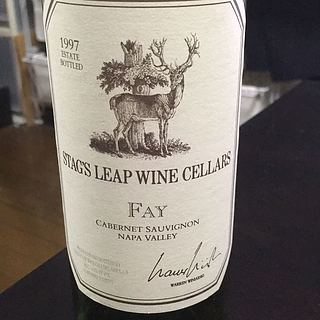 1997
ESTATE
BOTTLED
STAG'S LEAP WINE CELLARS
FAY
CABERNET SAUVIGNON
NAPA VALLEY
WARREN WINIARSKI